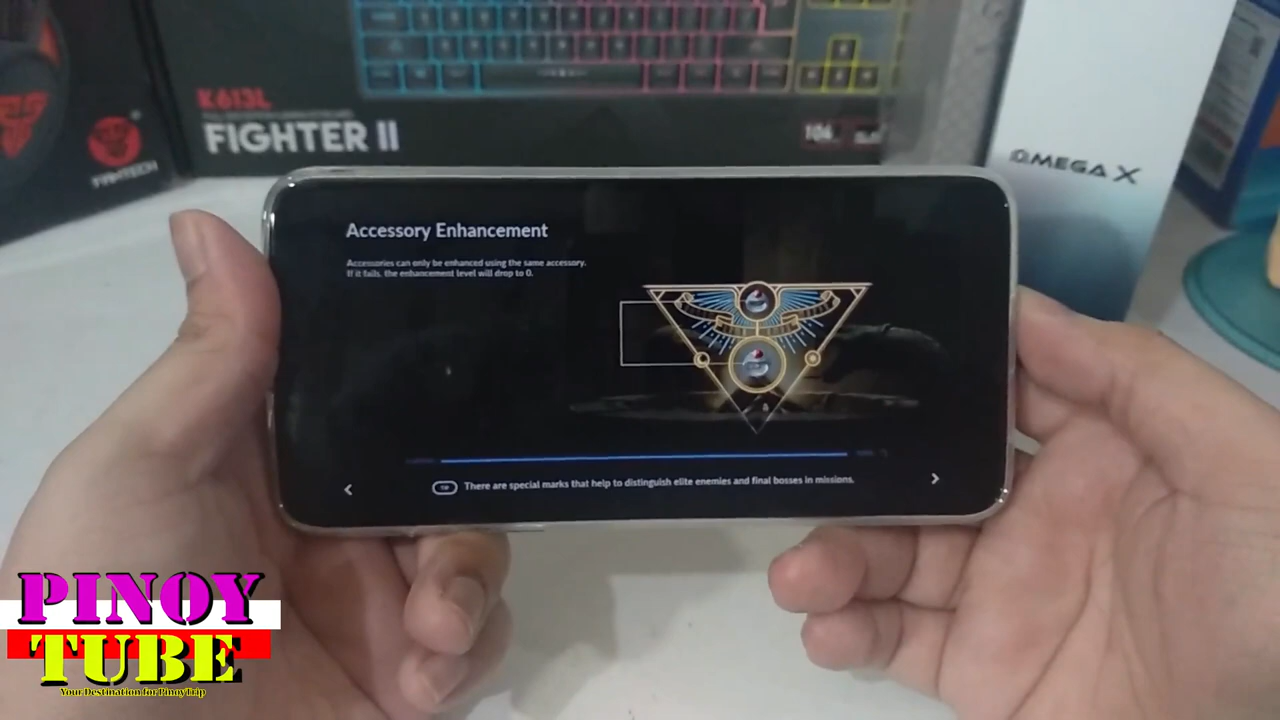 K613L
FIGHTER II
FANTECH
OMEGA X
Accessory Enhancement
Accessories can only be enhanced using the same accessory.
If it fails, the enhancement level will drop to 0.
TIP There are special marks that help to distinguish elite enemies and final bosses in missions.
PINOY
TUBE
Your Destination for PinoyTrip